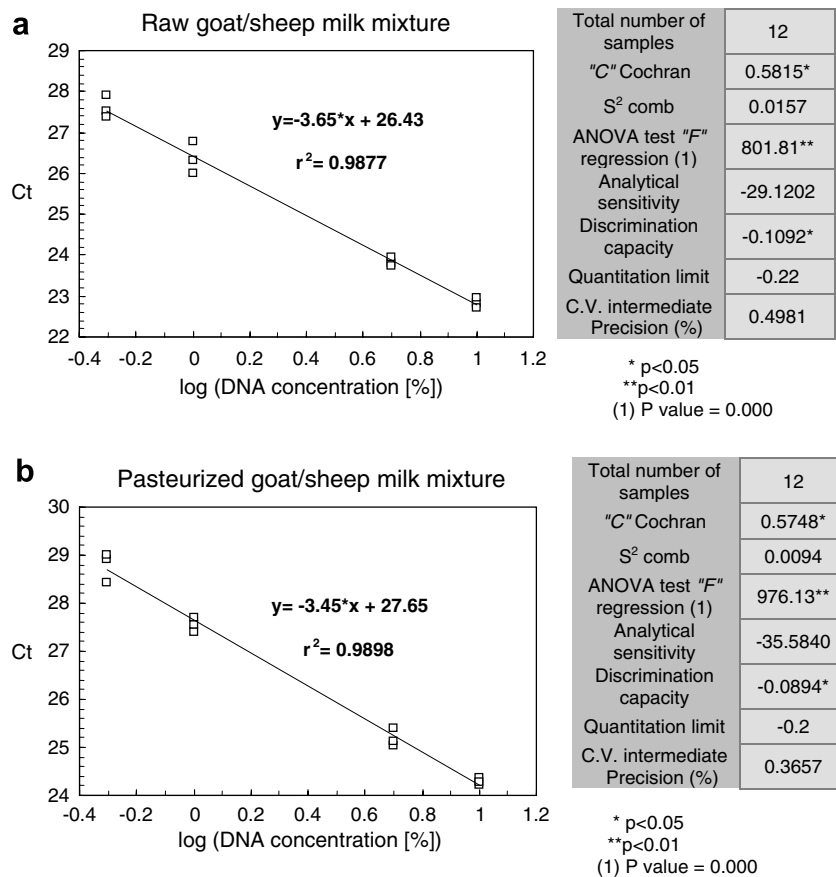 a
Raw goat/sheep milk mixture
29
28
27
26
25
24
23
22
Ct
y=-3.65*x + 26.43
r²= 0.9877
-0.4 -0.2 0 0.2 0.4 0.6 0.8 1 1.2
log (DNA concentration [%])
Total number of
samples
12
"C" Cochran
0.5815*
S² comb
0.0157
ANOVA test "F"
regression (1)
801.81**
Analytical
sensitivity
-29.1202
Discrimination
capacity
-0.1092*
Quantitation limit
-0.22
C.V. intermediate
Precision (%)
0.4981
* p<0.05
**p<0.01
(1) P value = 0.000
b
Pasteurized goat/sheep milk mixture
30
29
28
27
26
25
24
Ct
y= -3.45*x + 27.65
r²= 0.9898
-0.4 -0.2 0 0.2 0.4 0.6 0.8 1 1.2
log (DNA concentration [%])
Total number of
samples
12
"C" Cochran
0.5748*
S² comb
0.0094
ANOVA test "F"
regression (1)
976.13**
Analytical
sensitivity
-35.5840
Discrimination
capacity
-0.0894*
Quantitation limit
-0.2
C.V. intermediate
Precision (%)
0.3657
* p<0.05
**p<0.01
(1) P value = 0.000